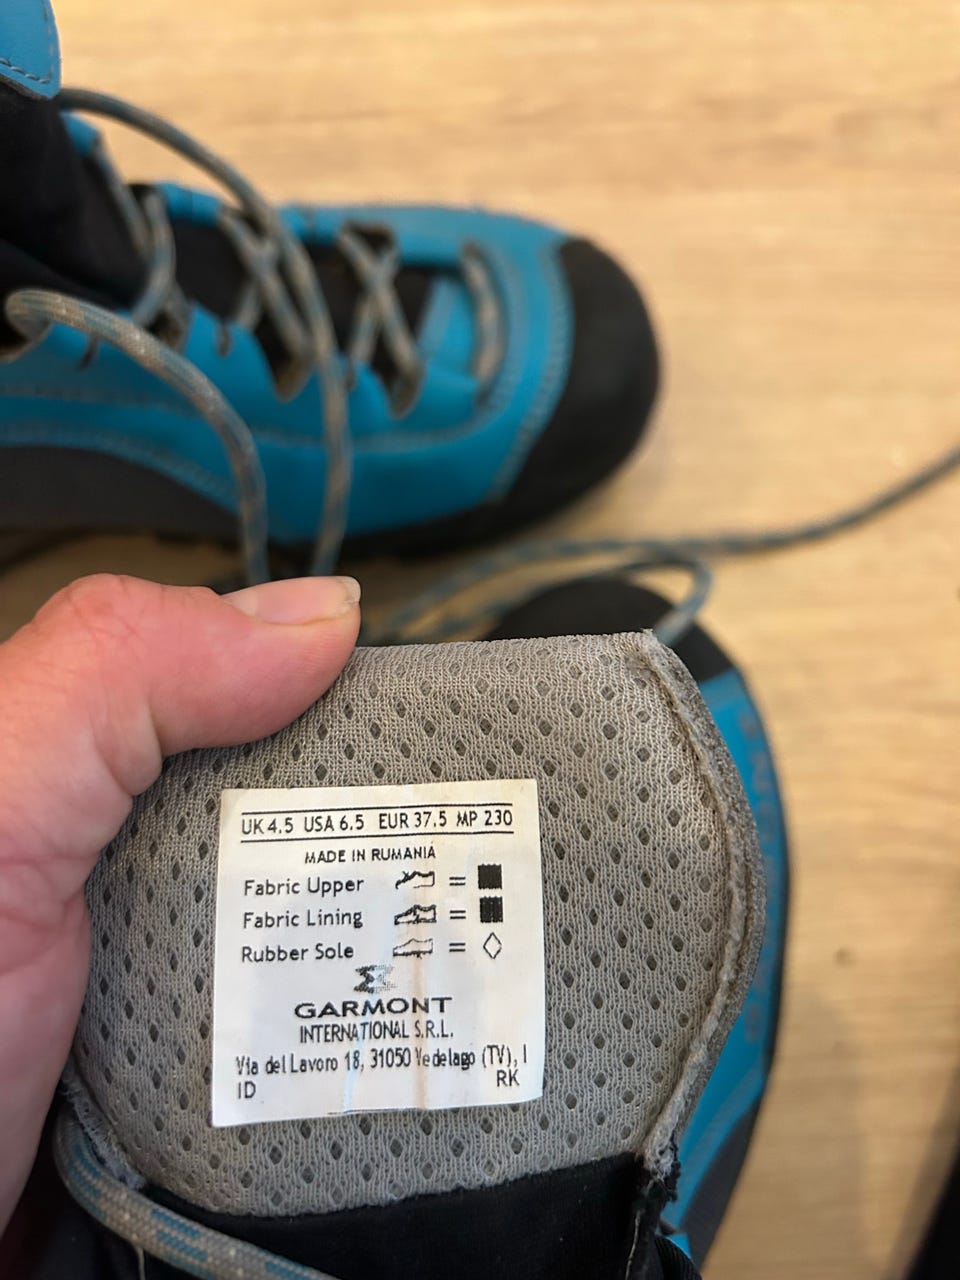 UK 4.5 USA 6.5 EUR 37.5 MP 230
MADE IN RUMANIA
Fabric Upper =
Fabric Lining =
Rubber Sole =
GARMONT
INTERNATIONAL S.R.L.
Via del Lavoro 18, 31050 Vedelago (TV), I
ID RK